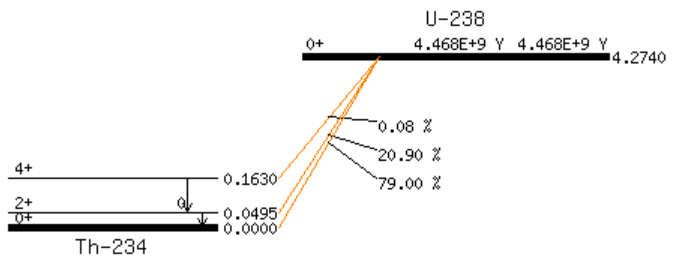 U-238
0+ 4.468E+9 Y 4.468E+9 Y
4.2740
0.08 %
20.90 %
79.00 %
4+ 0.1630
2+ 0 0.0495
0+ 0.0000
Th-234